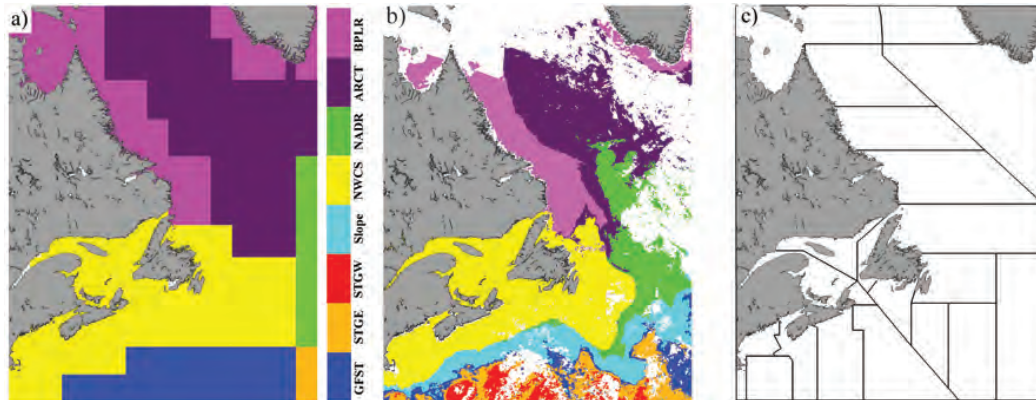 a)
b)
c)
BPLR
ARCT
NADR
NWCS
Slope
STGW
STGE
GFST